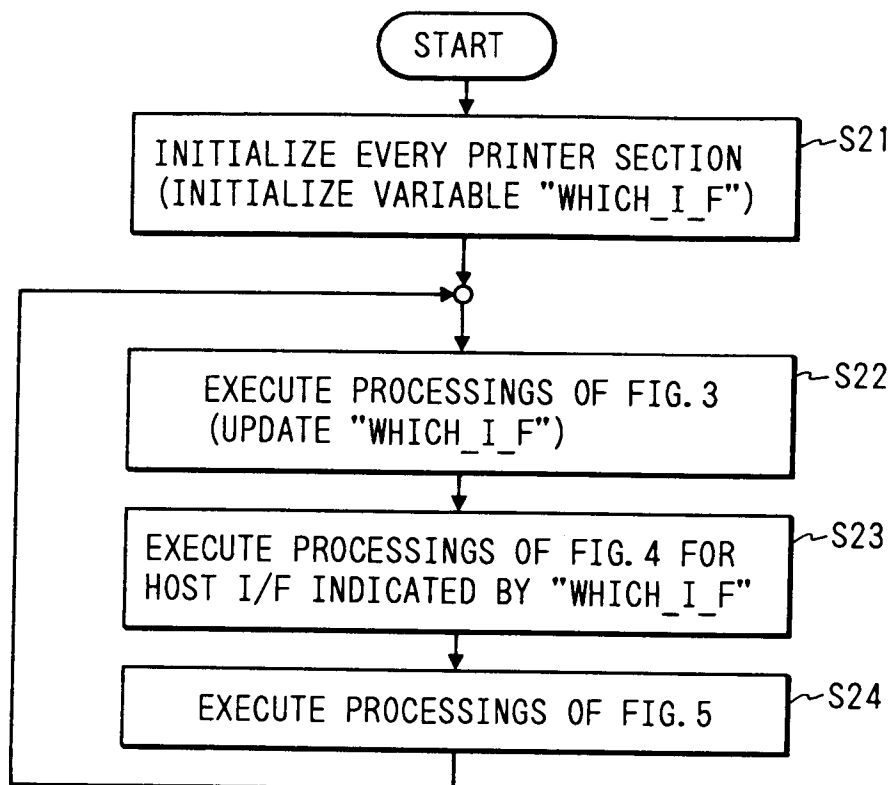 START
INITIALIZE EVERY PRINTER SECTION
(INITIALIZE VARIABLE "WHICH_I_F")
S21
EXECUTE PROCESSINGS OF FIG.3
(UPDATE "WHICH_I_F")
S22
EXECUTE PROCESSINGS OF FIG.4 FOR
HOST I/F INDICATED BY "WHICH_I_F"
S23
EXECUTE PROCESSINGS OF FIG.5
S24